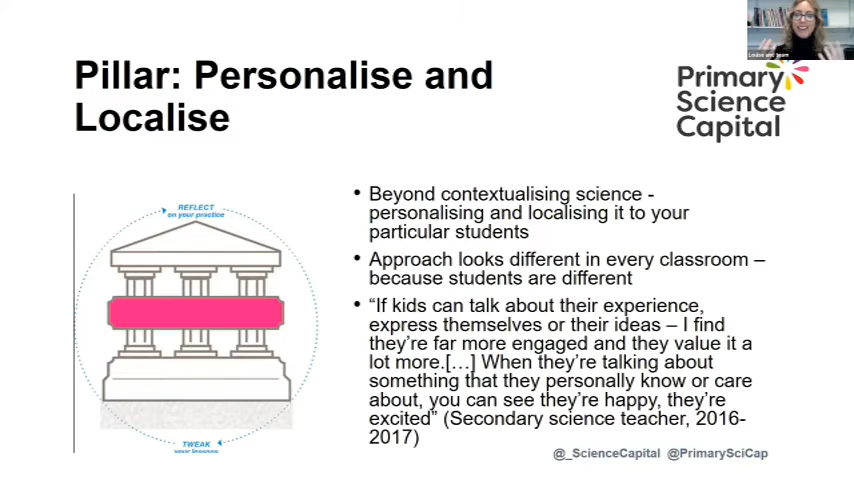 Louise and team
Pillar: Personalise and
Localise
Primary
Science
Capital
REFLECT
on your practice
• Beyond contextualising science -
personalising and localising it to your
particular students
• Approach looks different in every classroom –
because students are different
• “If kids can talk about their experience,
express themselves or their ideas – I find
they’re far more engaged and they value it a
lot more.[…] When they’re talking about
something that they personally know or care
about, you can see they’re happy, they’re
excited” (Secondary science teacher, 2016-
2017)
TWEAK
your lessons
@_ScienceCapital @PrimarySciCap